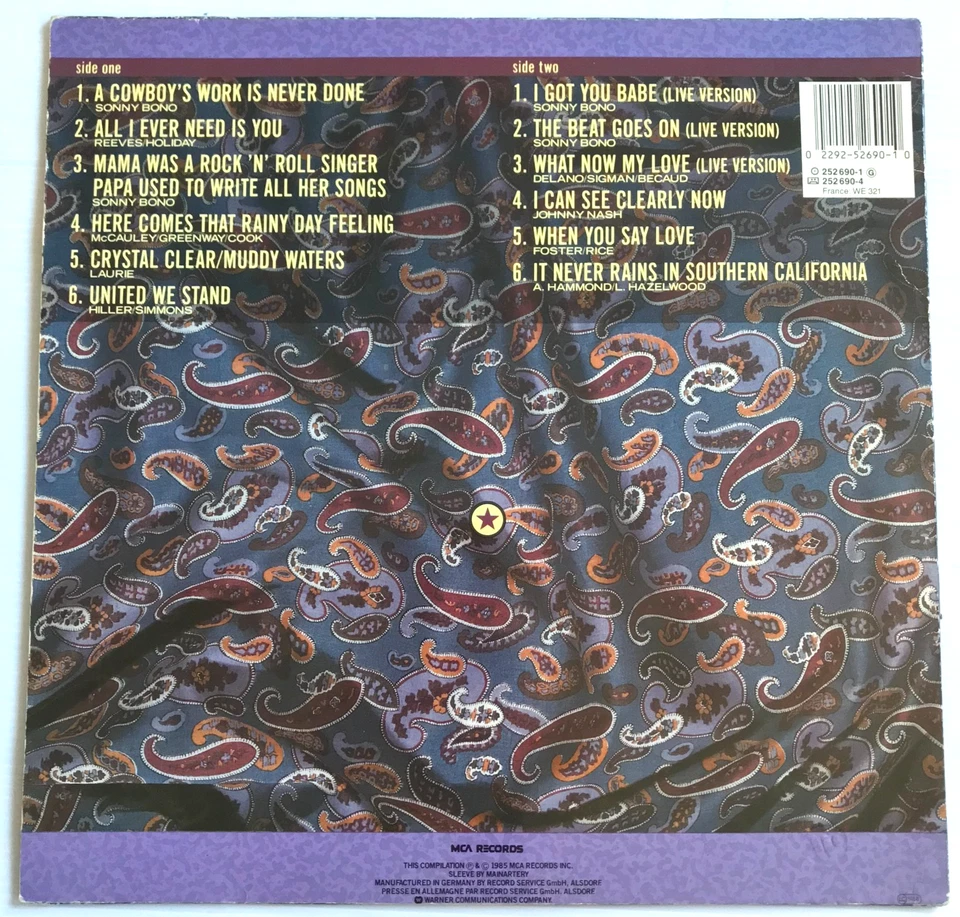 side one
1. A COWBOY'S WORK IS NEVER DONE
SONNY BONO
2. ALL I EVER NEED IS YOU
REEVES/HOLIDAY
3. MAMA WAS A ROCK 'N' ROLL SINGER
PAPA USED TO WRITE ALL HER SONGS
SONNY BONO
4. HERE COMES THAT RAINY DAY FEELING
McCAULEY/GREENWAY/COOK
5. CRYSTAL CLEAR/MUDDY WATERS
LAURIE
6. UNITED WE STAND
HILLER/SIMMONS
side two
1. I GOT YOU BABE (LIVE VERSION)
SONNY BONO
2. THE BEAT GOES ON (LIVE VERSION)
SONNY BONO
3. WHAT NOW MY LOVE (LIVE VERSION)
DELANO/SIGMAN/BECAUD
4. I CAN SEE CLEARLY NOW
JOHNNY NASH
5. WHEN YOU SAY LOVE
FOSTER/RICE
6. IT NEVER RAINS IN SOUTHERN CALIFORNIA
A. HAMMOND/L. HAZELWOOD
0 2292-52690-1 0
252 690-1 G
252 690-4
France WE 321
MCA RECORDS
THIS COMPILATION ℗ & © 1985 MCA RECORDS INC.
SLEEVE BY MAINARTERY
MANUFACTURED IN GERMANY BY RECORD SERVICE GmbH, ALSDORF
PRESSE EN ALLEMAGNE PAR RECORD SERVICE GmbH, ALSDORF
A WARNER COMMUNICATIONS COMPANY.